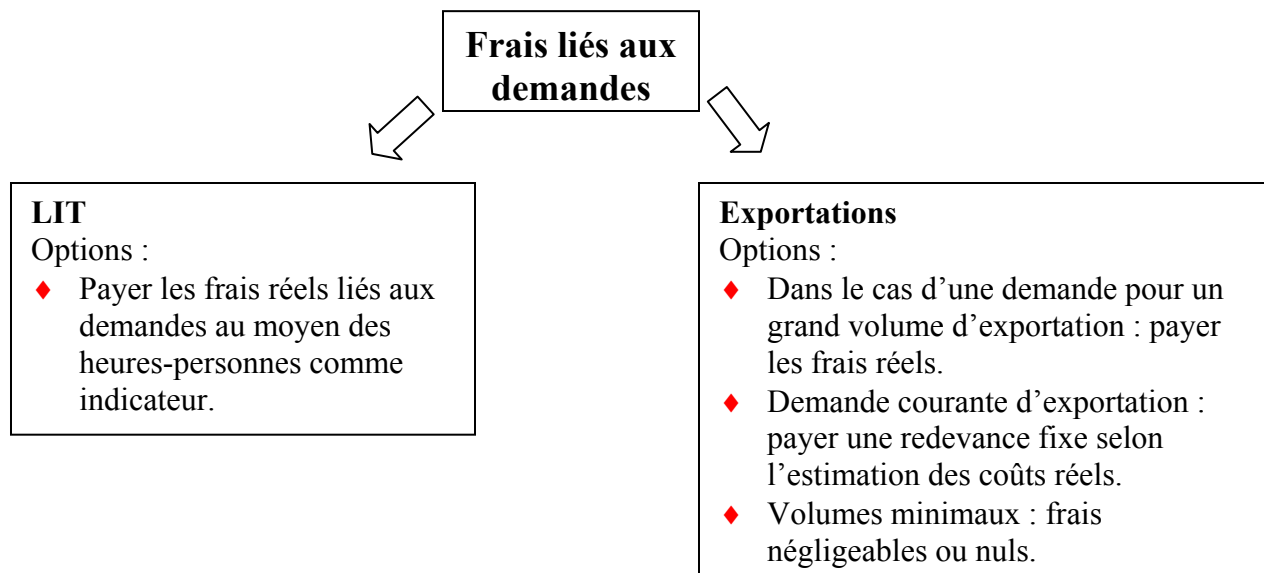 Frais liés aux
demandes
LIT
Options :
♦ Payer les frais réels liés aux
demandes au moyen des
heures-personnes comme
indicateur.
Exportations
Options :
♦ Dans le cas d’une demande pour un
grand volume d’exportation : payer
les frais réels.
♦ Demande courante d’exportation :
payer une redevance fixe selon
l’estimation des coûts réels.
♦ Volumes minimaux : frais
négligeables ou nuls.